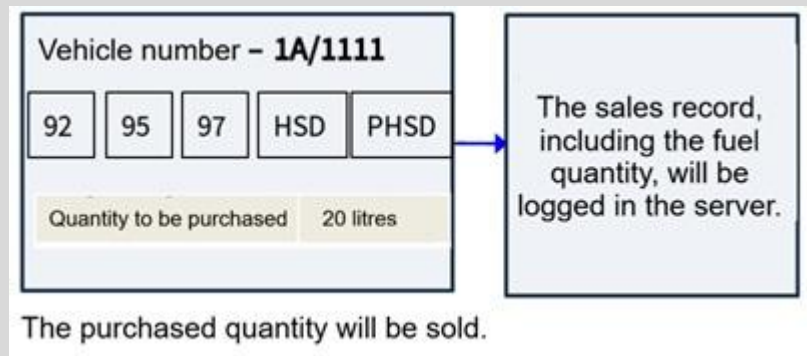 Vehicle number – 1A/1111
92 95 97 HSD PHSD
Quantity to be purchased 20 litres
The sales record,
including the fuel
quantity, will be
logged in the server.
The purchased quantity will be sold.